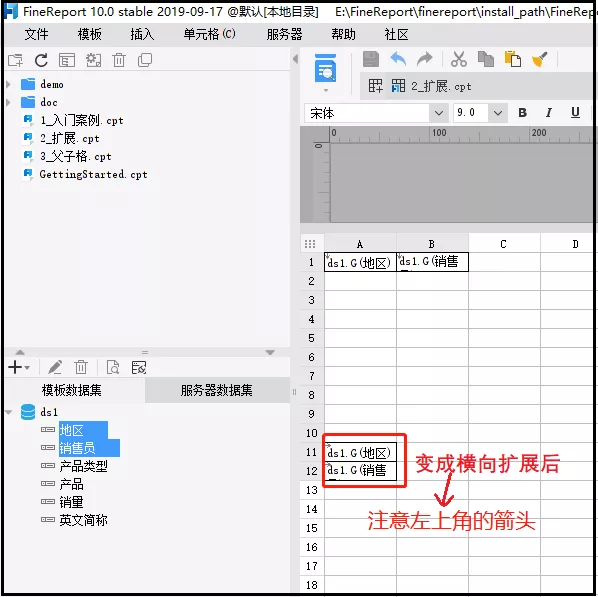 FineReport 10.0 stable 2019-09-17 @默认[本地目录] E:\FineReport\finereport\install_path\FineRepo
文件 模板 插入 单元格(C) 服务器 帮助 社区
demo
doc
1_入门案例.cpt
2_扩展.cpt
3_父子格.cpt
GettingStarted.cpt
2_扩展.cpt
宋体 9.0 B I U
0 100 200
0
A B C D
1 ds1.G(地区) ds1.G(销售
2
3
4
5
6
7
8
9
10
11 ds1.G(地区)
12 ds1.G(销售
13
14
15
16
17
18
变成横向扩展后
注意左上角的箭头
模板数据集 服务器数据集
ds1
地区
销售员
产品类型
产品
销量
英文简称